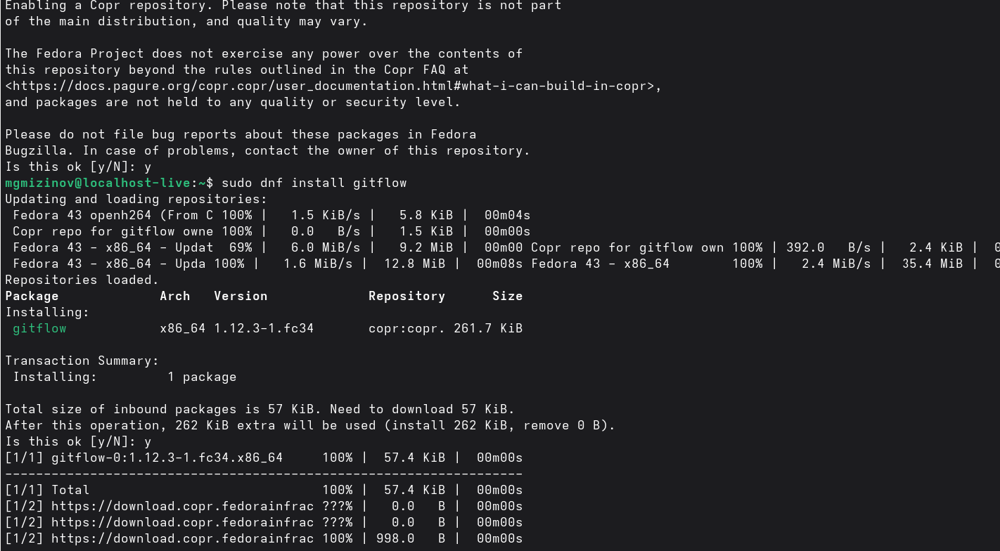 Enabling a Copr repository. Please note that this repository is not part
of the main distribution, and quality may vary.
The Fedora Project does not exercise any power over the contents of
this repository beyond the rules outlined in the Copr FAQ at
<https://docs.pagure.org/copr.copr/user_documentation.html#what-i-can-build-in-copr>,
and packages are not held to any quality or security level.
Please do not file bug reports about these packages in Fedora
Bugzilla. In case of problems, contact the owner of this repository.
Is this ok [y/N]: y
mgmizinov@localhost-live:~$ sudo dnf install gitflow
Updating and loading repositories:
Fedora 43 openh264 (From C 100% | 1.5 KiB/s | 5.8 KiB | 00m04s
Copr repo for gitflow owne 100% | 0.0 B/s | 1.5 KiB | 00m00s
Fedora 43 - x86_64 - Updat 69% | 6.0 MiB/s | 9.2 MiB | 00m00 Copr repo for gitflow own 100% | 392.0 B/s | 2.4 KiB | 0
Fedora 43 - x86_64 - Upda 100% | 1.6 MiB/s | 12.8 MiB | 00m08s Fedora 43 - x86_64 100% | 2.4 MiB/s | 35.4 MiB | 0
Repositories loaded.
Package Arch Version Repository Size
Installing:
gitflow x86_64 1.12.3-1.fc34 copr:copr. 261.7 KiB
Transaction Summary:
Installing: 1 package
Total size of inbound packages is 57 KiB. Need to download 57 KiB.
After this operation, 262 KiB extra will be used (install 262 KiB, remove 0 B).
Is this ok [y/N]: y
[1/1] gitflow-0:1.12.3-1.fc34.x86_64 100% | 57.4 KiB | 00m00s
-------------------------------------------------------------------
[1/1] Total 100% | 57.4 KiB | 00m00s
[1/2] https://download.copr.fedorainfrac ???% | 0.0 B | 00m00s
[1/2] https://download.copr.fedorainfrac ???% | 0.0 B | 00m00s
[1/2] https://download.copr.fedorainfrac 100% | 998.0 B | 00m00s